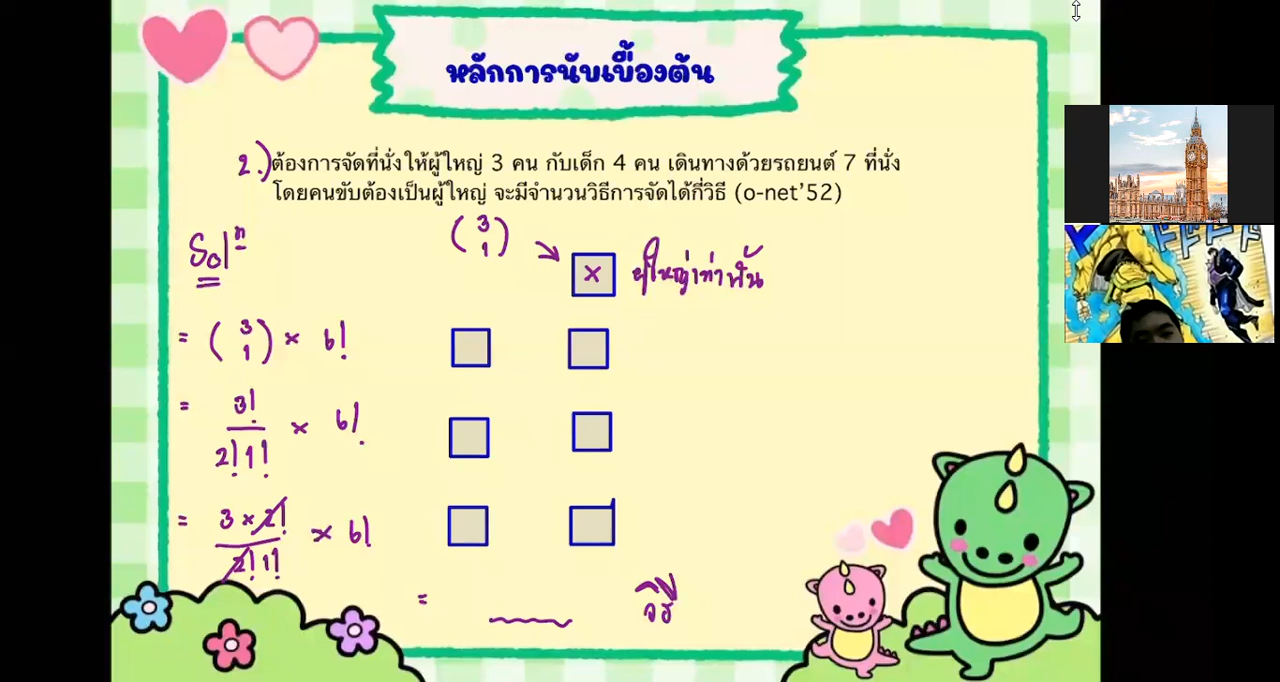 หลักการนับเบื้องต้น
2.) ต้องการจัดที่นั่งให้ผู้ใหญ่ 3 คน กับเด็ก 4 คน เดินทางด้วยรถยนต์ 7 ที่นั่ง
โดยคนขับต้องเป็นผู้ใหญ่ จะมีจำนวนวิธีการจัดได้กี่วิธี (o-net'52)
Solⁿ
(3 1)
× ผู้ใหญ่เท่านั้น
= (3 1) × 6!
= 3!/2!1! × 6!
= 3×2!/2!1! × 6!
= วิธี